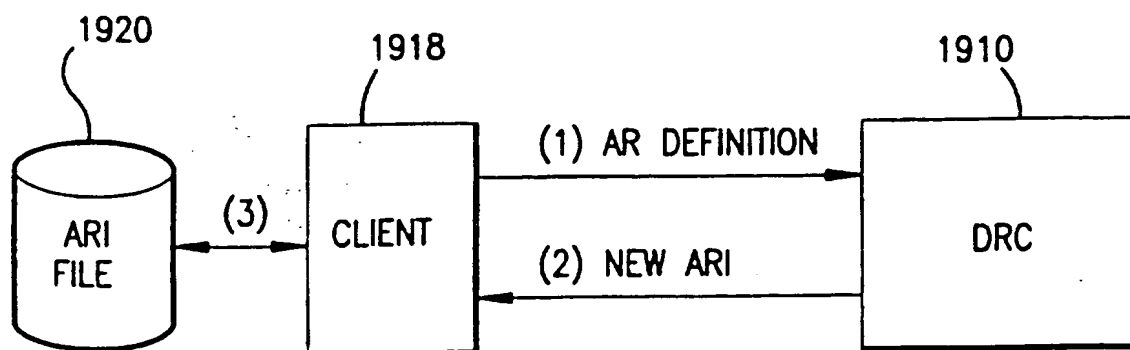 1920
1918
1910
(1) AR DEFINITION
(3)
ARI
FILE
CLIENT
DRC
(2) NEW ARI